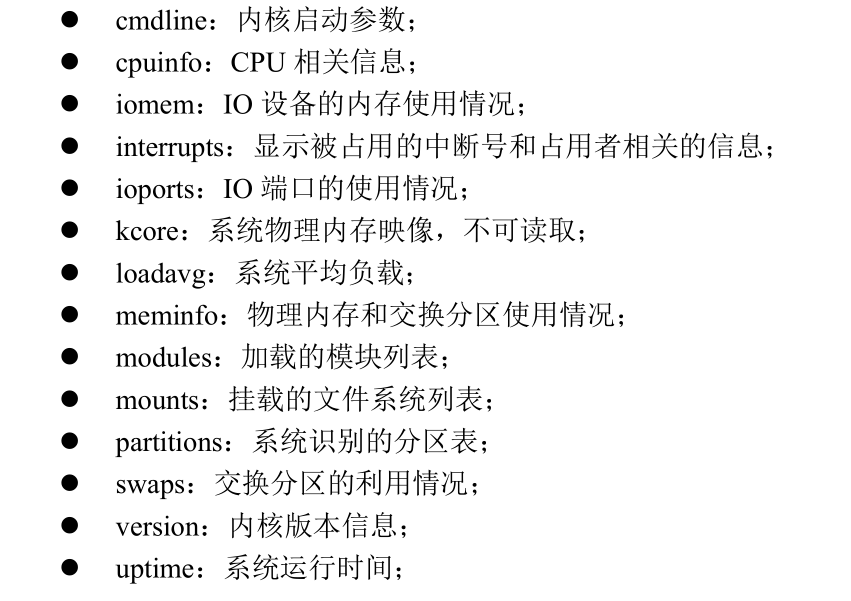 ● cmdline：内核启动参数；
● cpuinfo：CPU 相关信息；
● iomem：IO 设备的内存使用情况；
● interrupts：显示被占用的中断号和占用者相关的信息；
● ioports：IO 端口的使用情况；
● kcore：系统物理内存映像，不可读取；
● loadavg：系统平均负载；
● meminfo：物理内存和交换分区使用情况；
● modules：加载的模块列表；
● mounts：挂载的文件系统列表；
● partitions：系统识别的分区表；
● swaps：交换分区的利用情况；
● version：内核版本信息；
● uptime：系统运行时间；